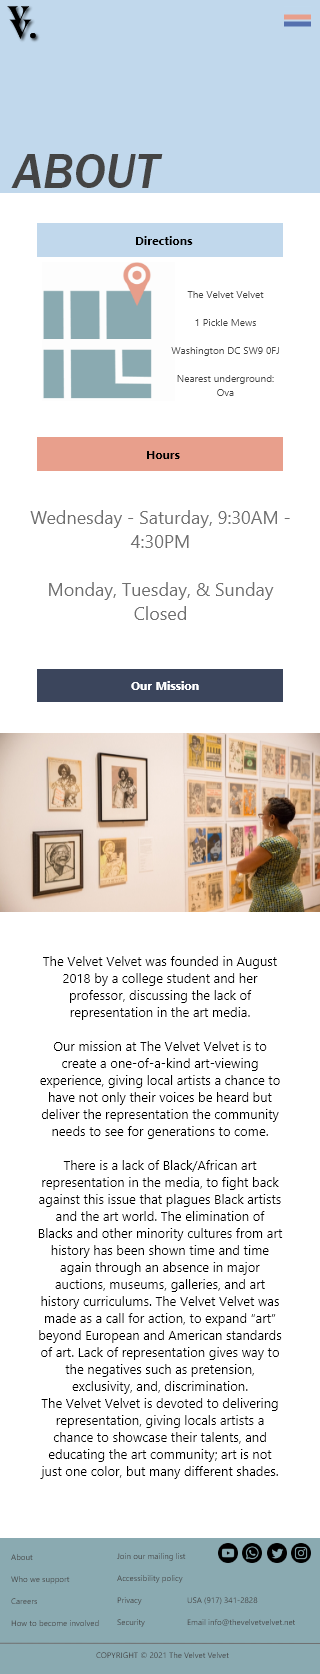 VV.
ABOUT
Directions
The Velvet Velvet
1 Pickle Mews
Washington DC SW9 0FJ
Nearest underground:
Ova
Hours
Wednesday - Saturday, 9:30AM -
4:30PM
Monday, Tuesday, & Sunday
Closed
Our Mission
The Velvet Velvet was founded in August
2018 by a college student and her
professor, discussing the lack of
representation in the art media.
Our mission at The Velvet Velvet is to
create a one-of-a-kind art-viewing
experience, giving local artists a chance to
have not only their voices be heard but
deliver the representation the community
needs to see for generations to come.
There is a lack of Black/African art
representation in the media, to fight back
against this issue that plagues Black artists
and the art world. The elimination of
Blacks and other minority cultures from art
history has been shown time and time
again through an absence in major
auctions, museums, galleries, and art
history curriculums. The Velvet Velvet was
made as a call for action, to expand “art”
beyond European and American standards
of art. Lack of representation gives way to
the negatives such as pretension,
exclusivity, and, discrimination.
The Velvet Velvet is devoted to delivering
representation, giving locals artists a
chance to showcase their talents, and
educating the art community; art is not
just one color, but many different shades.
About
Who we support
Careers
How to become involved
Join our mailing list
Accessibility policy
Privacy
Security
USA (917) 341-2828
Email info@thevelvetvelvet.net
COPYRIGHT © 2021 The Velvet Velvet